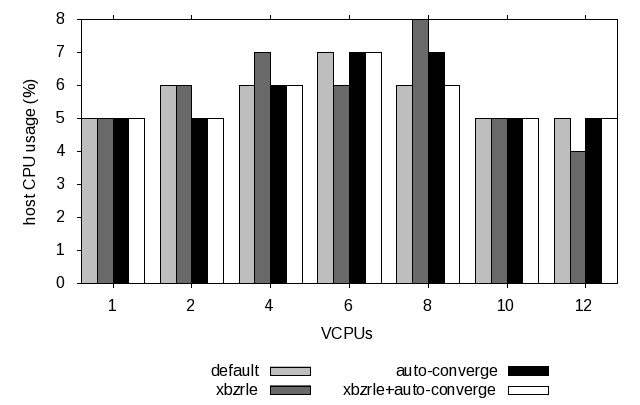 8
7
6
5
4
3
2
1
0
host CPU usage (%)
1 2 4 6 8 10 12
VCPUs
default auto-converge
xbzrle xbzrle+auto-converge